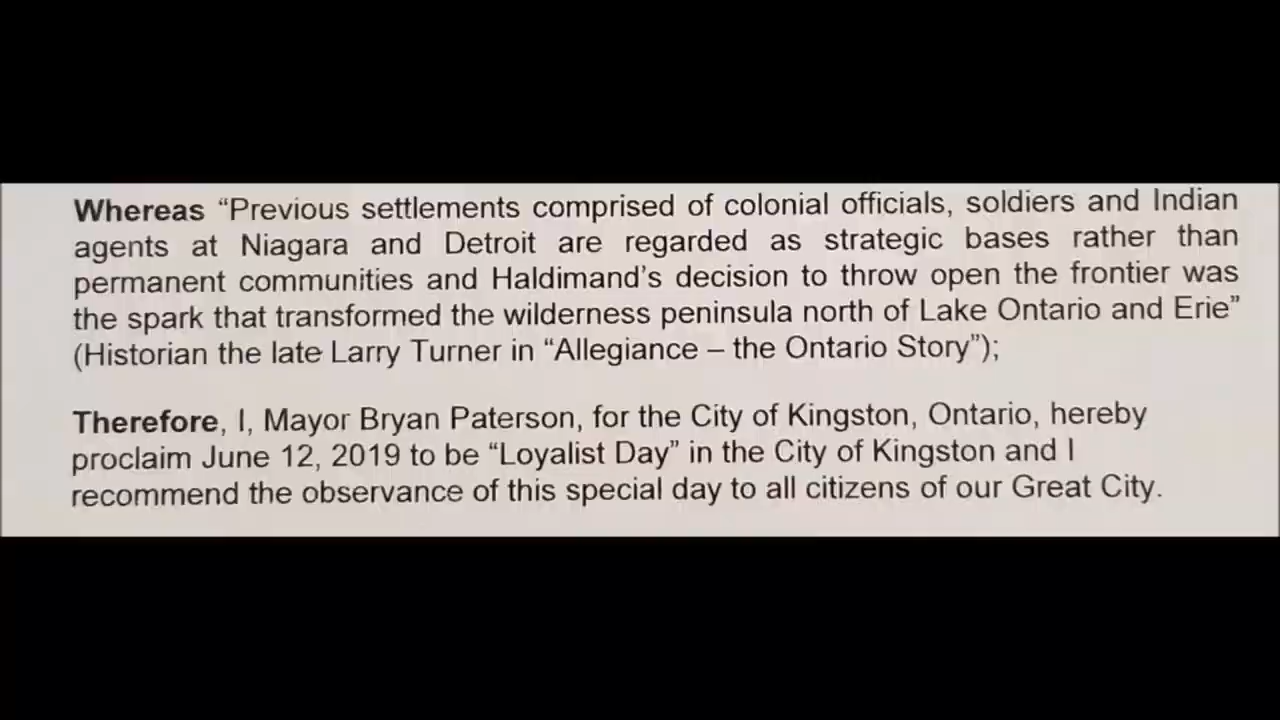 Whereas “Previous settlements comprised of colonial officials, soldiers and Indian
agents at Niagara and Detroit are regarded as strategic bases rather than
permanent communities and Haldimand’s decision to throw open the frontier was
the spark that transformed the wilderness peninsula north of Lake Ontario and Erie”
(Historian the late Larry Turner in “Allegiance – the Ontario Story”);
Therefore, I, Mayor Bryan Paterson, for the City of Kingston, Ontario, hereby
proclaim June 12, 2019 to be “Loyalist Day” in the City of Kingston and I
recommend the observance of this special day to all citizens of our Great City.